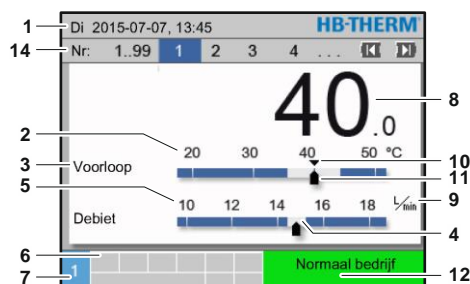 1 Di 2015-07-07, 13:45 HB-THERM
14 Nr: 1..99 1 2 3 4 ...
40.0 8
2 20 30 40 50 °C 10
3 Voorloop 11
5 10 12 14 16 18 L/min 9
Debiet 4
6 Normaal bedrijf
7 1 12